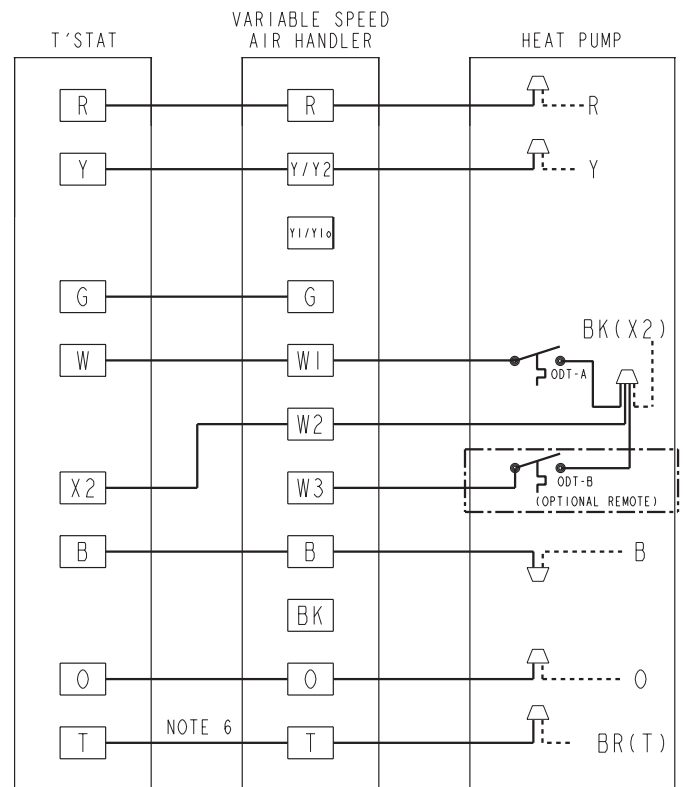 VARIABLE SPEED
T'STAT AIR HANDLER HEAT PUMP
R R R
Y Y/Y2 Y
Y1/Y1o
G G
BK(X2)
W W1
ODT-A
W2
X2 W3
ODT-B
(OPTIONAL REMOTE)
B B B
BK
O O O
NOTE 6
T T BR(T)